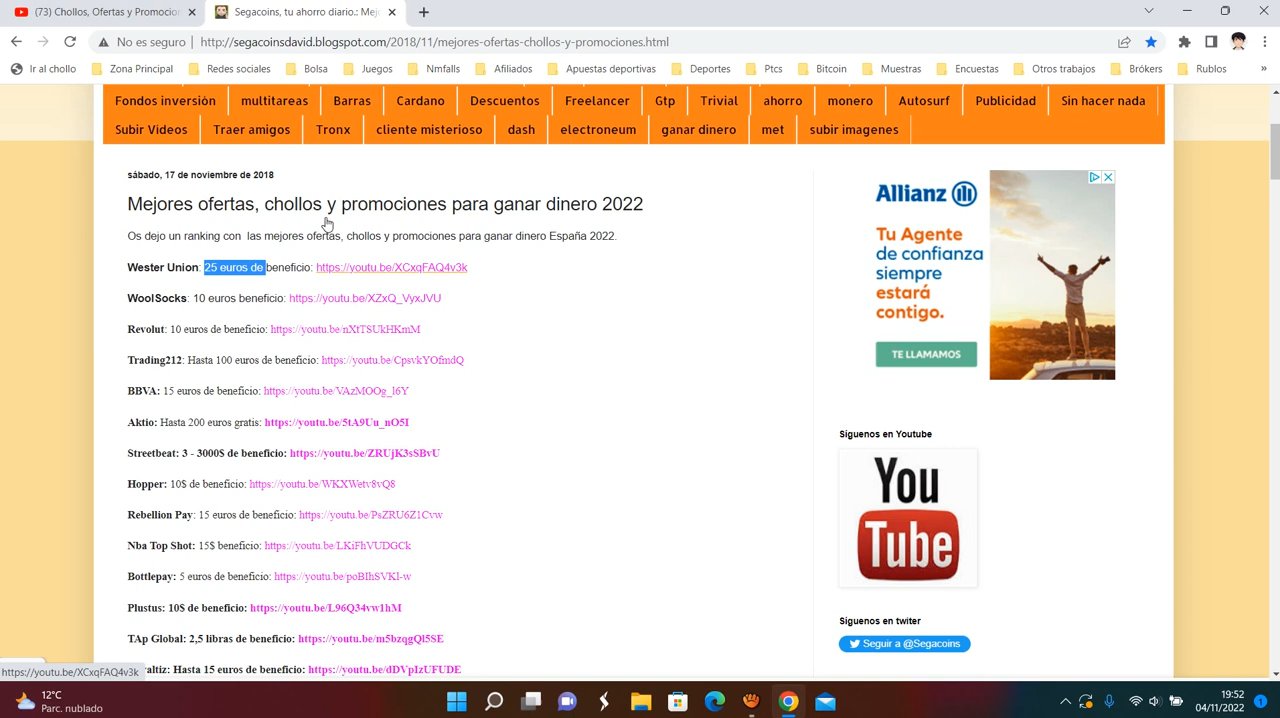 (73) Chollos, Ofertas y Promocion
Segacoins, tu ahorro diario.: Mej
No es seguro | http://segacoinsdavid.blogspot.com/2018/11/mejores-ofertas-chollos-y-promociones.html
Ir al chollo Zona Principal Redes sociales Bolsa Juegos Nmfalls Afiliados Apuestas deportivas Deportes Ptcs Bitcoin Muestras Encuestas Otros trabajos Brókers Rublos »
Fondos inversión multitareas Barras Cardano Descuentos Freelancer Gtp Trivial ahorro monero Autosurf Publicidad Sin hacer nada
Subir Videos Traer amigos Tronx cliente misterioso dash electroneum ganar dinero met subir imagenes
sábado, 17 de noviembre de 2018
Mejores ofertas, chollos y promociones para ganar dinero 2022
Os dejo un ranking con las mejores ofertas, chollos y promociones para ganar dinero España 2022.
Wester Union: 25 euros de beneficio: https://youtu.be/XCxqFAQ4v3k
WoolSocks: 10 euros beneficio: https://youtu.be/XZxQ_VyxJVU
Revolut: 10 euros de beneficio: https://youtu.be/nXtTSUkHKmM
Trading212: Hasta 100 euros de beneficio: https://youtu.be/CpsvkYOfmdQ
BBVA: 15 euros de beneficio: https://youtu.be/VAzMOOg_l6Y
Aktio: Hasta 200 euros gratis: https://youtu.be/5tA9Uu_nO5I
Streetbeat: 3 - 3000$ de beneficio: https://youtu.be/ZRUjK3sSBvU
Hopper: 10$ de beneficio: https://youtu.be/WKXWetv8vQ8
Rebellion Pay: 15 euros de beneficio: https://youtu.be/PsZRU6Z1Cvw
Nba Top Shot: 15$ beneficio: https://youtu.be/LKiFhVUDGCk
Bottlepay: 5 euros de beneficio: https://youtu.be/poBIhSVKl-w
Plustus: 10$ de beneficio: https://youtu.be/L96Q34vw1hM
TAp Global: 2,5 libras de beneficio: https://youtu.be/m5bzqgQl5SE
altiz: Hasta 15 euros de beneficio: https://youtu.be/dDVpIzUFUDE
Allianz
Tu Agente
de confianza
siempre
estará
contigo.
TE LLAMAMOS
Siguenos en Youtube
You
Tube
Siguenos en twiter
Seguir a @Segacoins
https://youtu.be/XCxqFAQ4v3k
12°C
Parc. nublado
19:52
04/11/2022
1